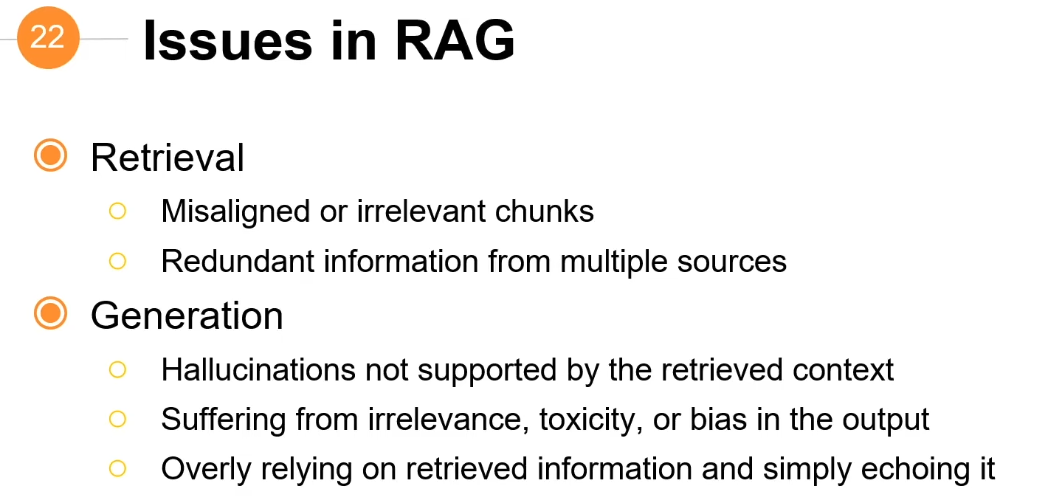 22
Issues in RAG
Retrieval
Misaligned or irrelevant chunks
Redundant information from multiple sources
Generation
Hallucinations not supported by the retrieved context
Suffering from irrelevance, toxicity, or bias in the output
Overly relying on retrieved information and simply echoing it